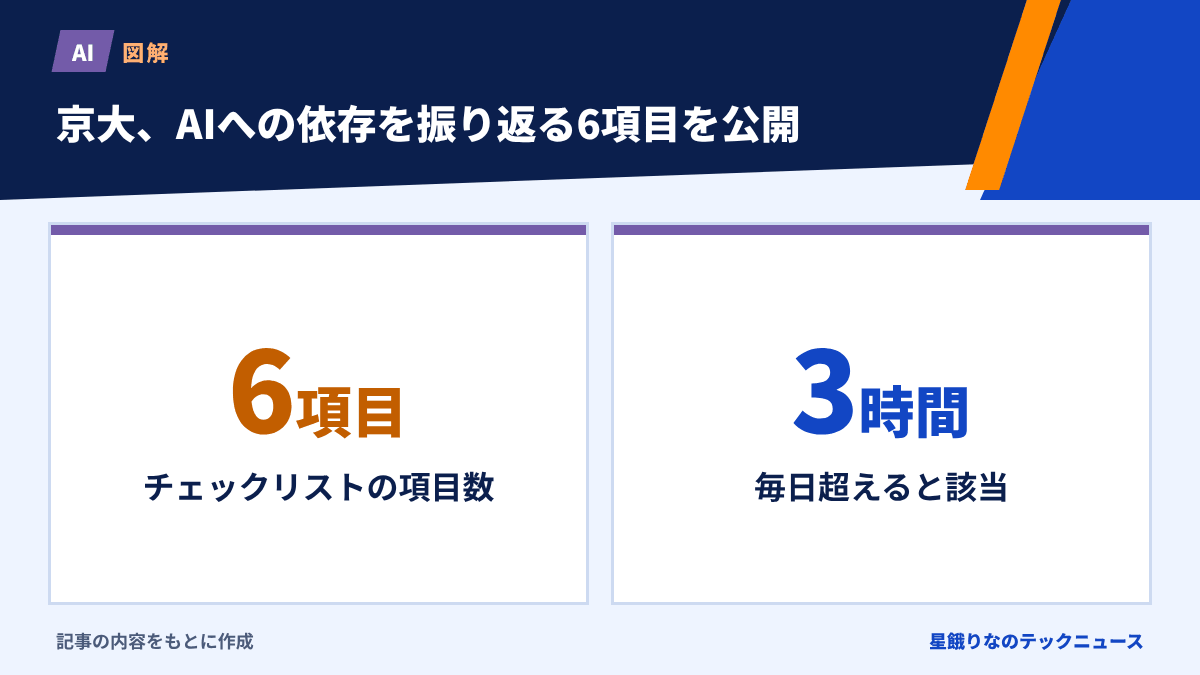 AI 図解
京大、AIへの依存を振り返る6項目を公開
6項目
チェックリストの項目数
3時間
毎日超えると該当
記事の内容をもとに作成
星餓りなのテックニュース